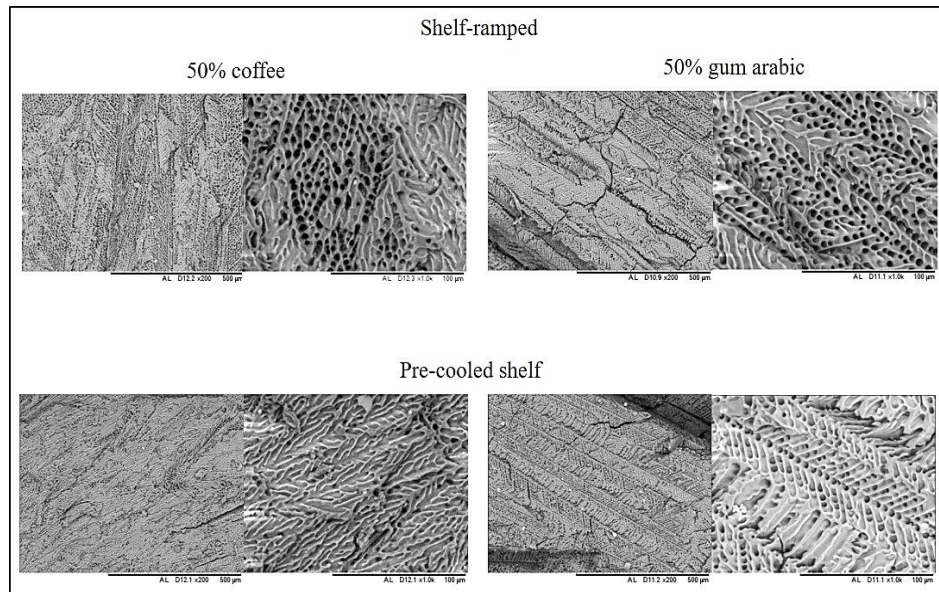 Shelf-ramped
50% coffee
50% gum arabic
AL D12.2 x200 500 µm
AL D12.3 x1.0k 100 µm
AL D10.9 x200 500 µm
AL D11.1 x1.0k 100 µm
Pre-cooled shelf
AL D12.1 x200 500 µm
AL D12.1 x1.0k 100 µm
AL D11.2 x200 500 µm
AL D11.1 x1.0k 100 µm